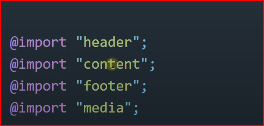 @import "header";
@import "content";
@import "footer";
@import "media";